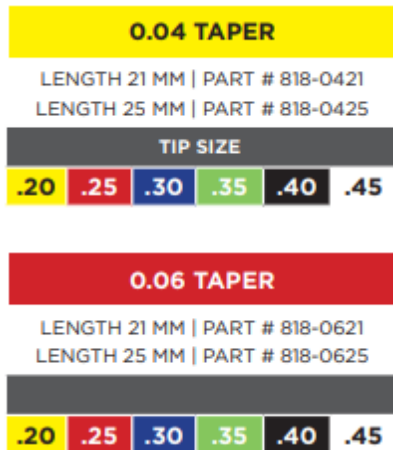 0.04 TAPER
LENGTH 21 MM | PART # 818-0421
LENGTH 25 MM | PART # 818-0425
TIP SIZE
.20 .25 .30 .35 .40 .45
0.06 TAPER
LENGTH 21 MM | PART # 818-0621
LENGTH 25 MM | PART # 818-0625
.20 .25 .30 .35 .40 .45